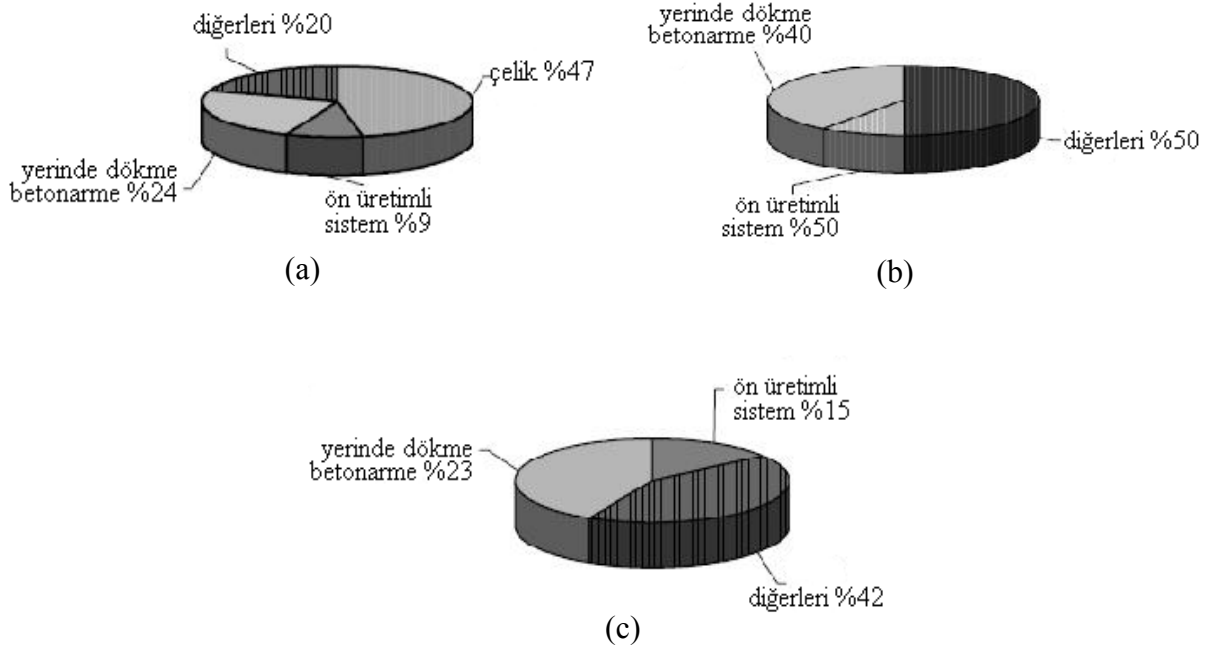 diğerleri %20
çelik %47
yerinde dökme
betonarme %24
ön üretimli
sistem %9
(a)
yerinde dökme
betonarme %40
diğerleri %50
ön üretimli
sistem %50
(b)
ön üretimli
sistem %15
yerinde dökme
betonarme %23
diğerleri %42
(c)